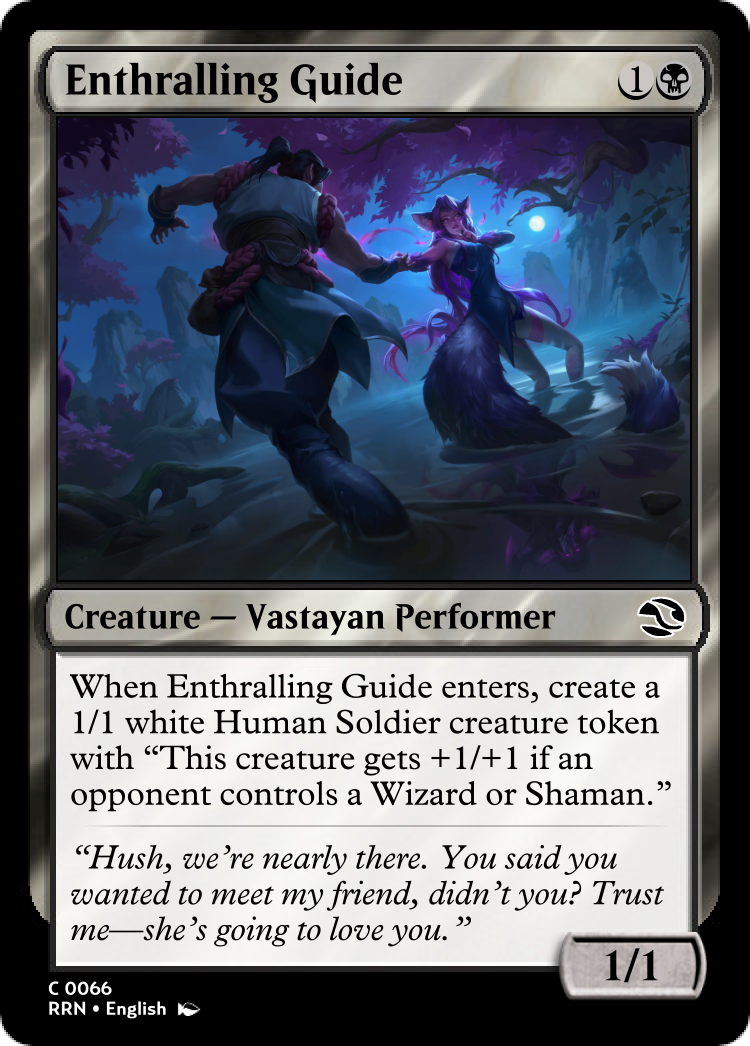 Enthralling Guide 1
Creature — Vastayan Performer
When Enthralling Guide enters, create a
1/1 white Human Soldier creature token
with “This creature gets +1/+1 if an
opponent controls a Wizard or Shaman.”
“Hush, we’re nearly there. You said you
wanted to meet my friend, didn’t you? Trust
me—she’s going to love you.”
1/1
C 0066
RRN • English